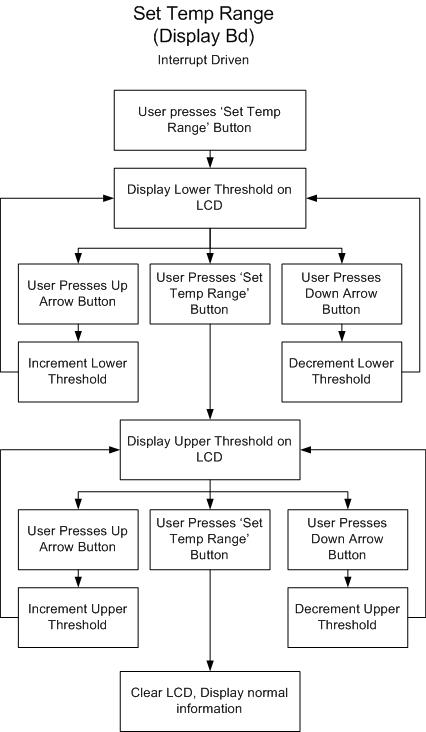 Set Temp Range
(Display Bd)
Interrupt Driven
User presses ‘Set Temp
Range’ Button
Display Lower Threshold on
LCD
User Presses Up
Arrow Button
User Presses ‘Set
Temp Range’
Button
User Presses
Down Arrow
Button
Increment Lower
Threshold
Decrement Lower
Threshold
Display Upper Threshold on
LCD
User Presses Up
Arrow Button
User Presses ‘Set
Temp Range’
Button
User Presses
Down Arrow
Button
Increment Upper
Threshold
Decrement Upper
Threshold
Clear LCD, Display normal
information